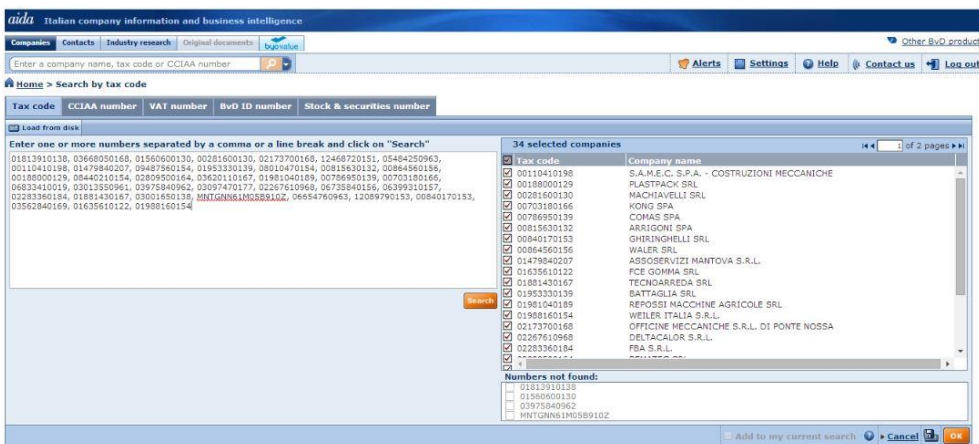 aida Italian company information and business intelligence
Companies Contacts Industry research Original documents byovalue
Other BvD product
Enter a company name, tax code or CCIAA number
Alerts Settings Help Contact us Log out
Home > Search by tax code
Tax code CCIAA number VAT number BvD ID number Stock & securities number
Load from disk
Enter one or more numbers separated by a comma or a line break and click on "Search"
01813910138, 03668050168, 01560600130, 00281600130, 02173700168, 12468720151, 05484250963,
00110410198, 01479840207, 09487560154, 01953330139, 08010470154, 00815630132, 00864560156,
00188000129, 08440210154, 02809500164, 03620110167, 01981040189, 00786950139, 00703180166,
06833410019, 03013550961, 03975840962, 03097470177, 02267610968, 06735840156, 06399310157,
02283360184, 01881430167, 03001650138, MNTGNN61M05B910Z, 06654760963, 12089790153, 00840170153,
03562840169, 01635610122, 01988160154
Search
34 selected companies
1 of 2 pages
Tax code Company name
00110410198 S.A.M.E.C. S.P.A. - COSTRUZIONI MECCANICHE
00188000129 PLASTPACK SRL
00281600130 MACHIAVELLI SRL
00703180166 KONG SPA
00786950139 COMAS SPA
00815630132 ARRIGONI SPA
00840170153 GHIRINGHELLI SRL
00864560156 WALER SRL
01479840207 ASSOSERVIZI MANTOVA S.R.L.
01635610122 FCE GOMMA SRL
01881430167 TECNOARREDA SRL
01953330139 BATTAGLIA SRL
01981040189 REPOSSI MACCHINE AGRICOLE SRL
01988160154 WEILER ITALIA S.R.L.
02173700168 OFFICINE MECCANICHE S.R.L. DI PONTE NOSSA
02267610968 DELTACALOR S.R.L.
02283360184 FBA S.R.L.
Numbers not found:
01813910138
01560600130
03975840962
MNTGNN61M05B910Z
Add to my current search Cancel OK